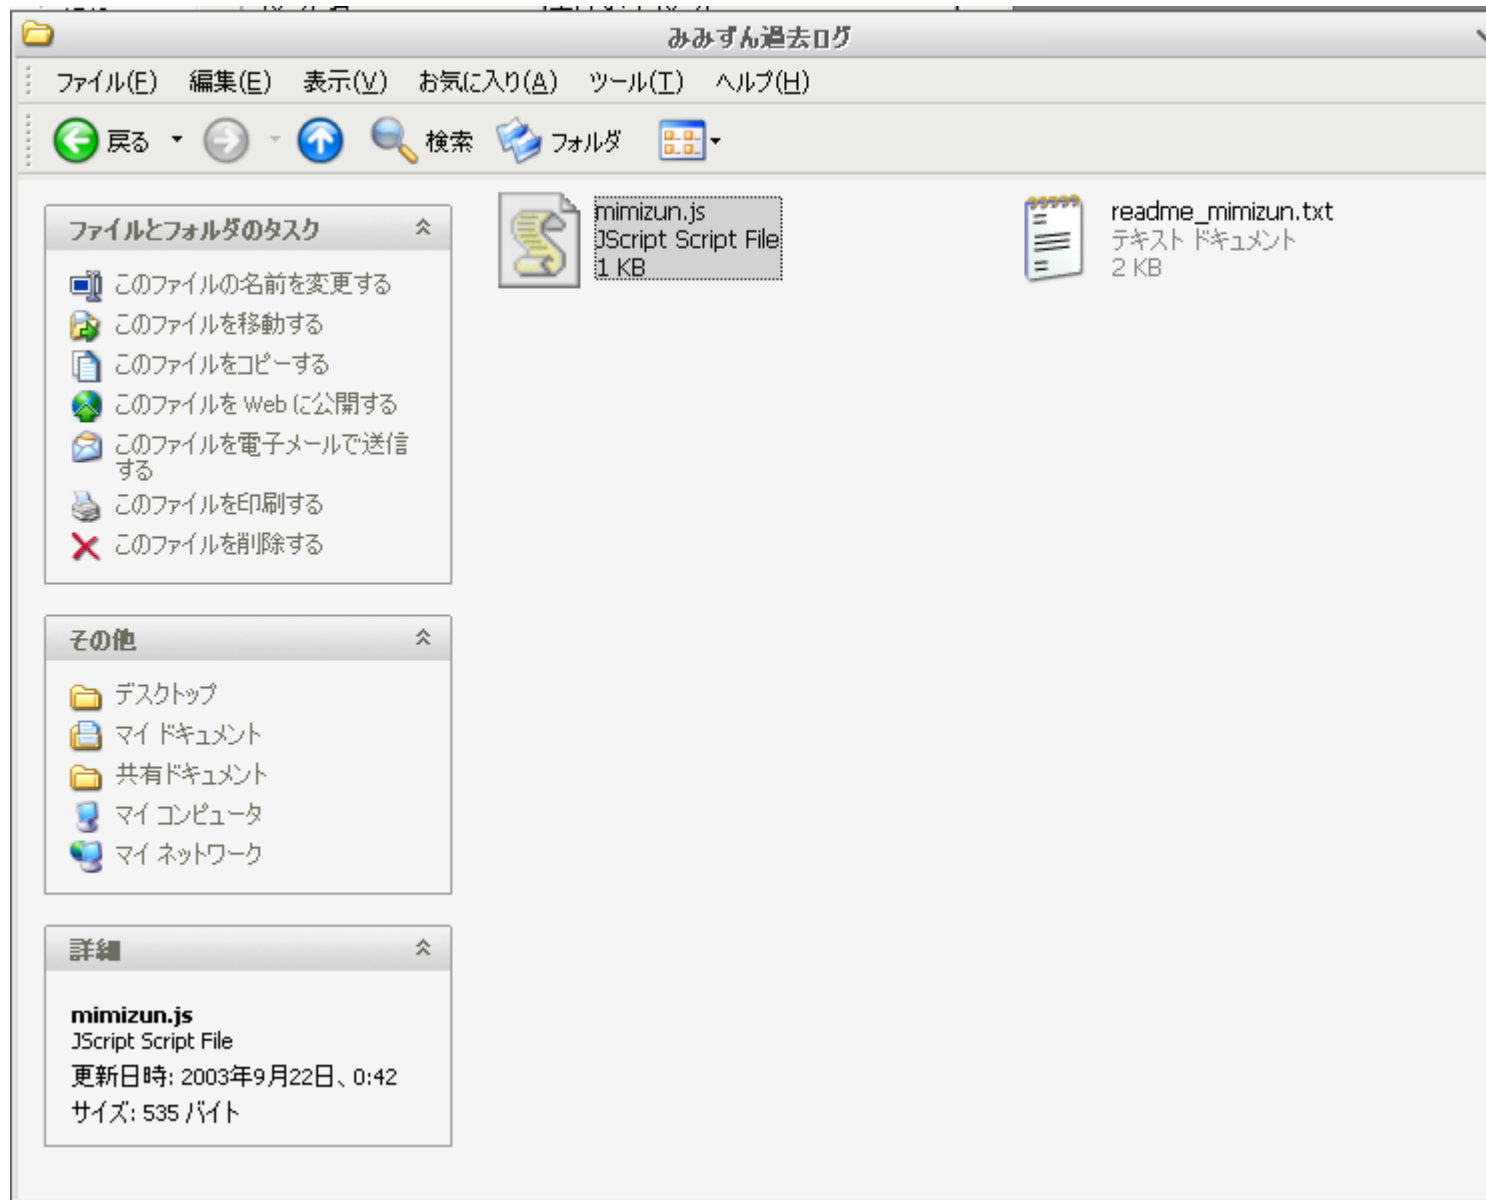 みみずん過去ログ
ファイル(F) 編集(E) 表示(V) お気に入り(A) ツール(T) ヘルプ(H)
戻る 検索 フォルダ
ファイルとフォルダのタスク
このファイルの名前を変更する
このファイルを移動する
このファイルをコピーする
このファイルを Web に公開する
このファイルを電子メールで送信
する
このファイルを印刷する
このファイルを削除する
その他
デスクトップ
マイ ドキュメント
共有ドキュメント
マイ コンピュータ
マイ ネットワーク
詳細
mimizun.js
JScript Script File
更新日時: 2003年9月22日、0:42
サイズ: 535 バイト
mimizun.js
JScript Script File
1 KB
readme_mimizun.txt
テキスト ドキュメント
2 KB